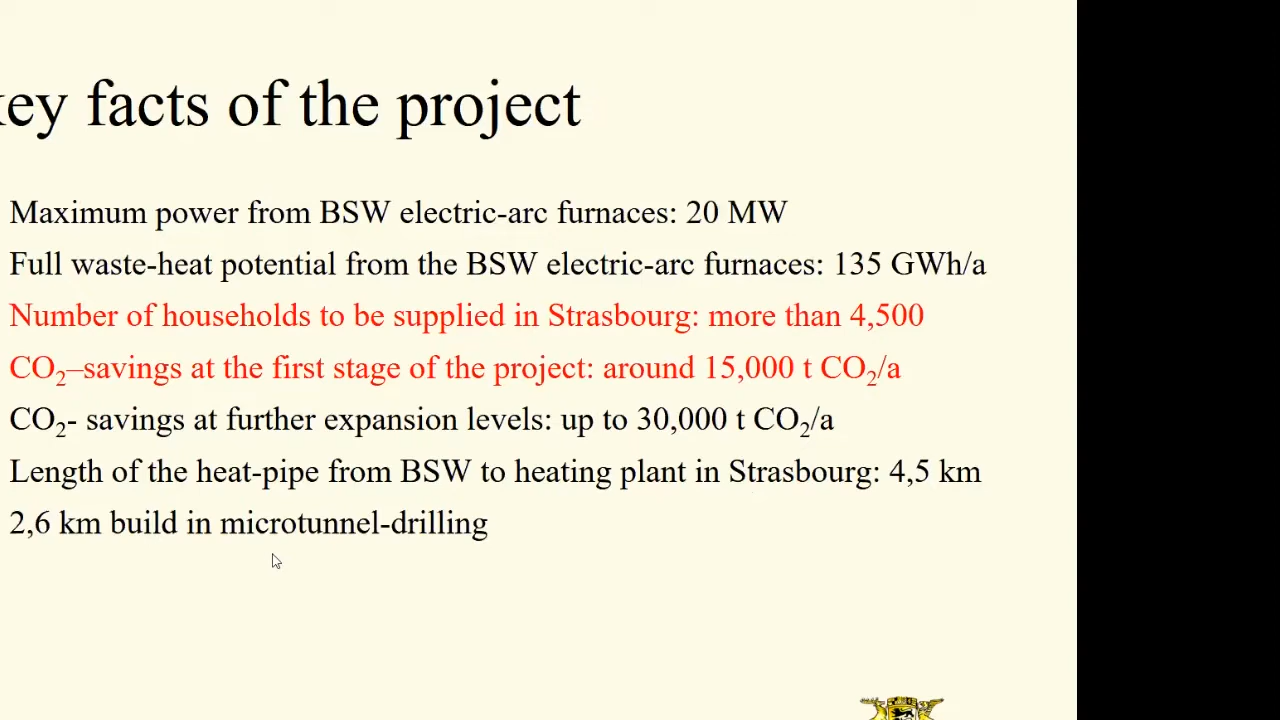 key facts of the project
Maximum power from BSW electric-arc furnaces: 20 MW
Full waste-heat potential from the BSW electric-arc furnaces: 135 GWh/a
Number of households to be supplied in Strasbourg: more than 4,500
CO₂–savings at the first stage of the project: around 15,000 t CO₂/a
CO₂- savings at further expansion levels: up to 30,000 t CO₂/a
Length of the heat-pipe from BSW to heating plant in Strasbourg: 4,5 km
2,6 km build in microtunnel-drilling